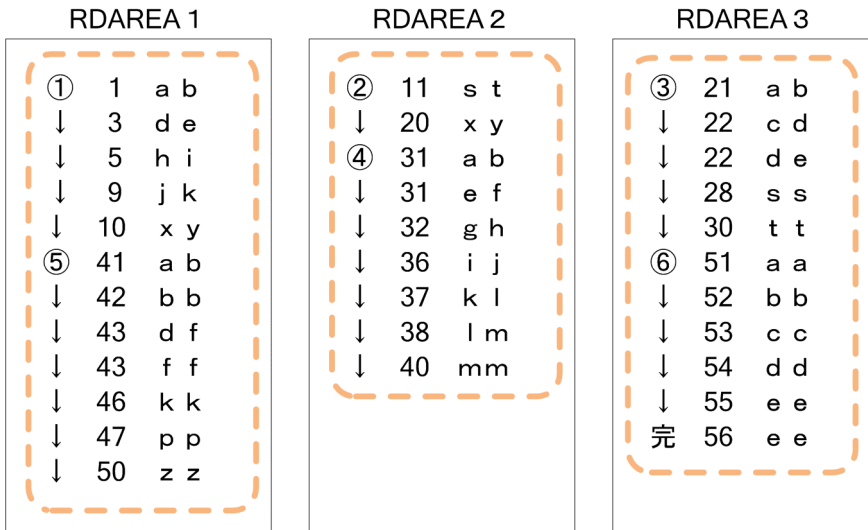 RDAREA 1
① 1 a b
↓ 3 d e
↓ 5 h i
↓ 9 j k
↓ 10 x y
⑤ 41 a b
↓ 42 b b
↓ 43 d f
↓ 43 f f
↓ 46 k k
↓ 47 p p
↓ 50 z z
RDAREA 2
② 11 s t
↓ 20 x y
④ 31 a b
↓ 31 e f
↓ 32 g h
↓ 36 i j
↓ 37 k l
↓ 38 l m
↓ 40 m m
RDAREA 3
③ 21 a b
↓ 22 c d
↓ 22 d e
↓ 28 s s
↓ 30 t t
⑥ 51 a a
↓ 52 b b
↓ 53 c c
↓ 54 d d
↓ 55 e e
完 56 e e